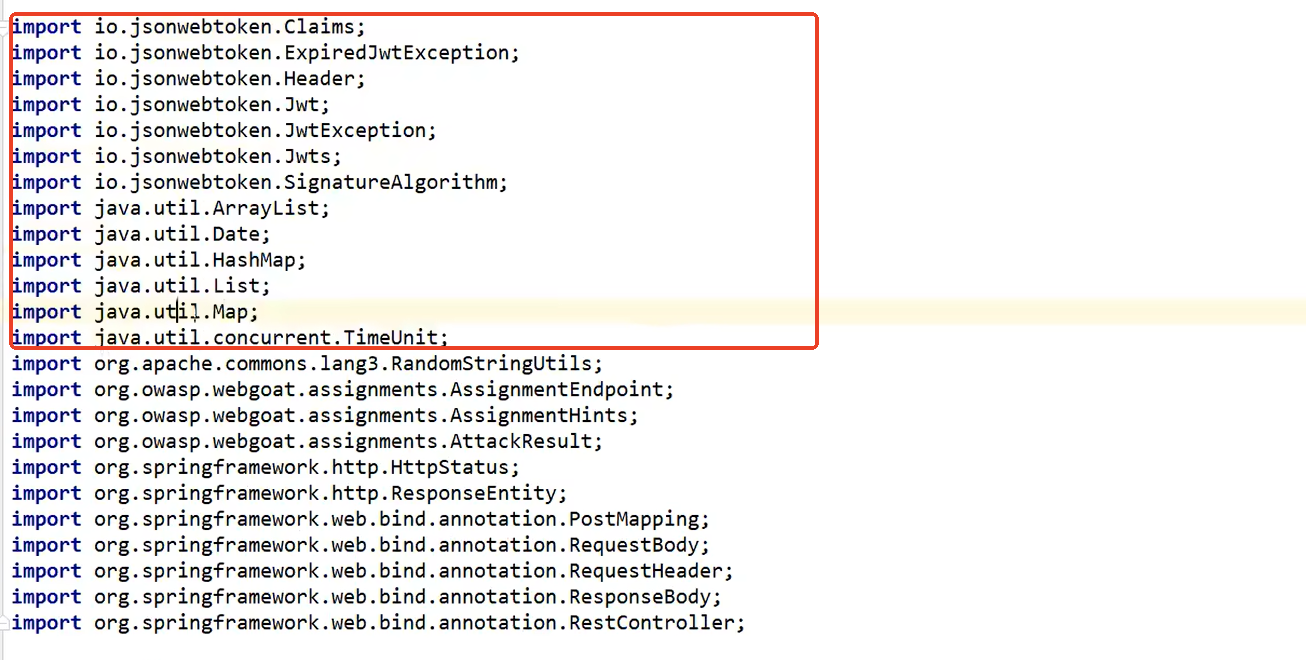 import io.jsonwebtoken.Claims;
import io.jsonwebtoken.ExpiredJwtException;
import io.jsonwebtoken.Header;
import io.jsonwebtoken.Jwt;
import io.jsonwebtoken.JwtException;
import io.jsonwebtoken.Jwts;
import io.jsonwebtoken.SignatureAlgorithm;
import java.util.ArrayList;
import java.util.Date;
import java.util.HashMap;
import java.util.List;
import java.util.Map;
import java.util.concurrent.TimeUnit;
import org.apache.commons.lang3.RandomStringUtils;
import org.owasp.webgoat.assignments.AssignmentEndpoint;
import org.owasp.webgoat.assignments.AssignmentHints;
import org.owasp.webgoat.assignments.AttackResult;
import org.springframework.http.HttpStatus;
import org.springframework.http.ResponseEntity;
import org.springframework.web.bind.annotation.PostMapping;
import org.springframework.web.bind.annotation.RequestBody;
import org.springframework.web.bind.annotation.RequestHeader;
import org.springframework.web.bind.annotation.ResponseBody;
import org.springframework.web.bind.annotation.RestController;